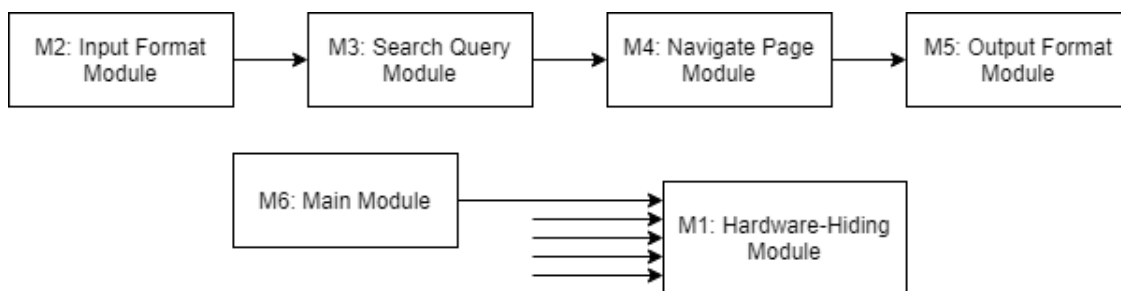 M2: Input Format
Module
M3: Search Query
Module
M4: Navigate Page
Module
M5: Output Format
Module
M6: Main Module
M1: Hardware-Hiding
Module